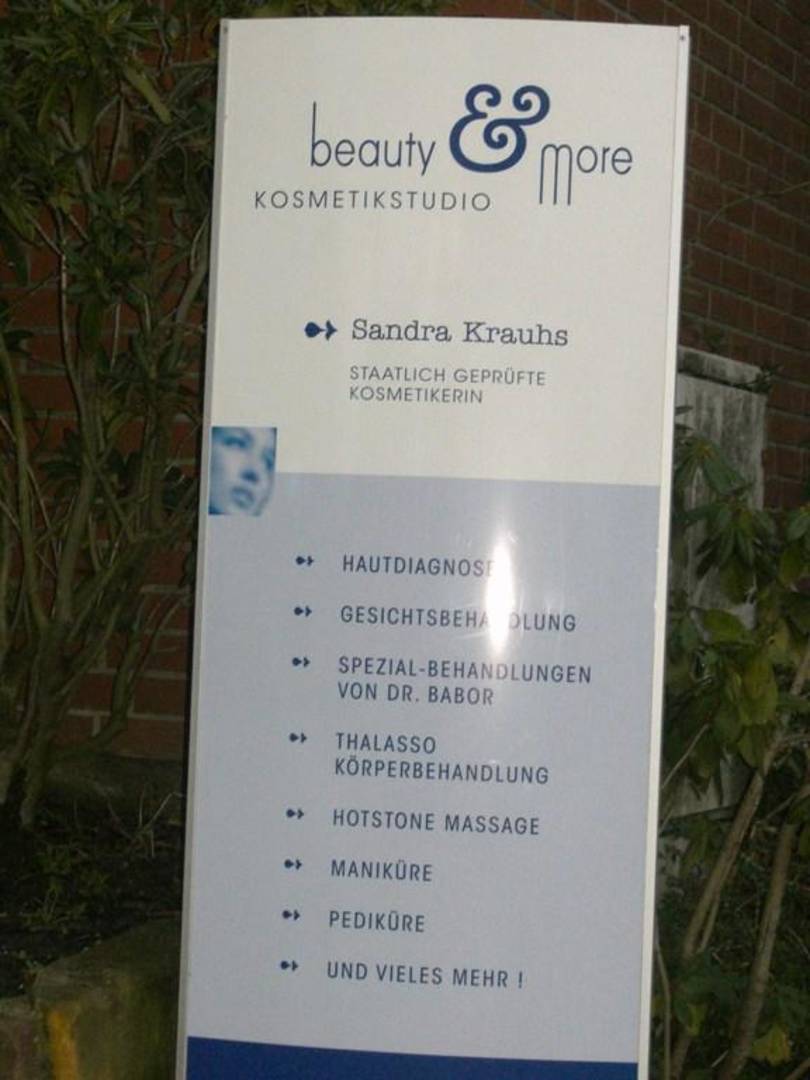 beauty & more
KOSMETIKSTUDIO
Sandra Krauhs
STAATLICH GEPRÜFTE
KOSMETIKERIN
HAUTDIAGNOSE
GESICHTSBEHANDLUNG
SPEZIAL-BEHANDLUNGEN
VON DR. BABOR
THALASSO
KÖRPERBEHANDLUNG
HOTSTONE MASSAGE
MANIKÜRE
PEDIKÜRE
UND VIELES MEHR !